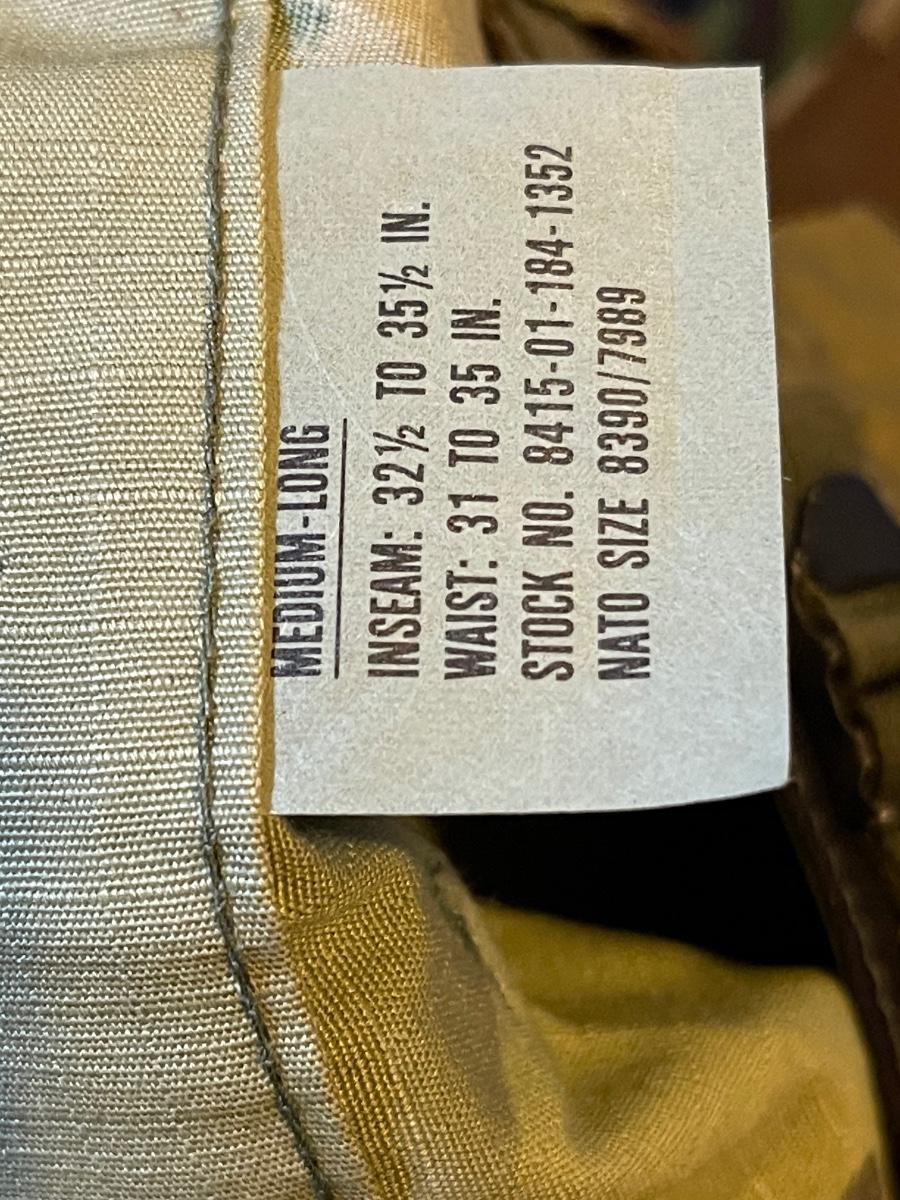 MEDIUM-LONG
INSEAM: 32½ TO 35½ IN.
WAIST: 31 TO 35 IN.
STOCK NO. 8415-01-184-1352
NATO SIZE 8390/7989